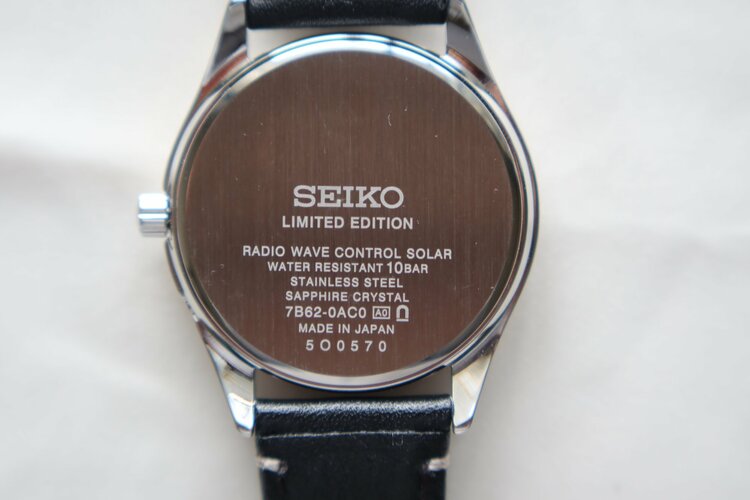 SEIKO
LIMITED EDITION
RADIO WAVE CONTROL SOLAR
WATER RESISTANT 10BAR
STAINLESS STEEL
SAPPHIRE CRYSTAL
7B62-0AC0 A0
MADE IN JAPAN
500570